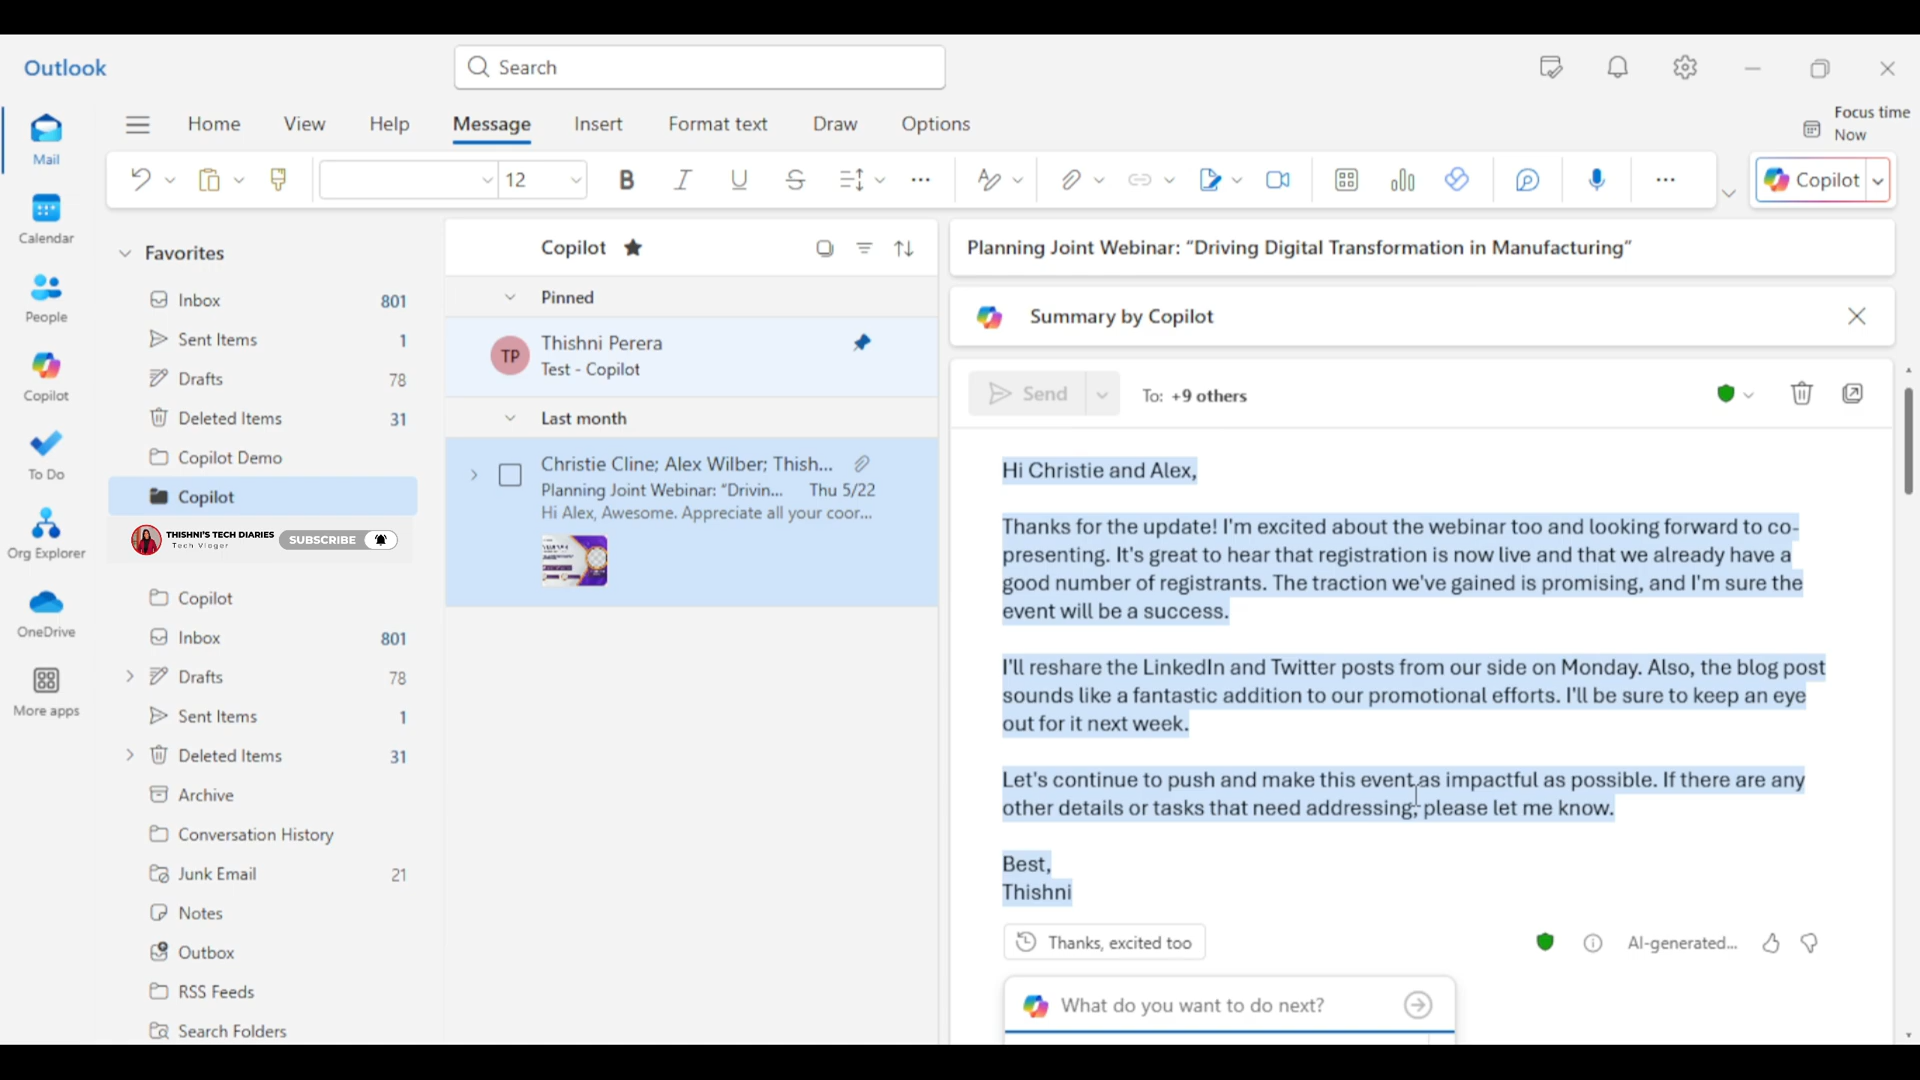 Outlook
Search
Home
View
Help
Message
Insert
Format text
Draw
Options
Focus time
Now
12
B
Copilot
Mail
Calendar
People
Copilot
To Do
Org Explorer
OneDrive
More apps
Favorites
Inbox 801
Sent Items 1
Drafts 78
Deleted Items 31
Copilot Demo
Copilot
THISHNI'S TECH DIARIES
Tech Vloger
SUBSCRIBE
Copilot
Inbox 801
Drafts 78
Sent Items 1
Deleted Items 31
Archive
Conversation History
Junk Email 21
Notes
Outbox
RSS Feeds
Search Folders
Copilot
Pinned
TP
Thishni Perera
Test - Copilot
Last month
Christie Cline; Alex Wilber; Thish...
Planning Joint Webinar: "Drivin... Thu 5/22
Hi Alex, Awesome. Appreciate all your coor...
Planning Joint Webinar: “Driving Digital Transformation in Manufacturing”
Summary by Copilot
Send
To: +9 others
Hi Christie and Alex,
Thanks for the update! I'm excited about the webinar too and looking forward to co-
presenting. It's great to hear that registration is now live and that we already have a
good number of registrants. The traction we've gained is promising, and I'm sure the
event will be a success.
I'll reshare the LinkedIn and Twitter posts from our side on Monday. Also, the blog post
sounds like a fantastic addition to our promotional efforts. I'll be sure to keep an eye
out for it next week.
Let's continue to push and make this event as impactful as possible. If there are any
other details or tasks that need addressing, please let me know.
Best,
Thishni
Thanks, excited too
AI-generated...
What do you want to do next?